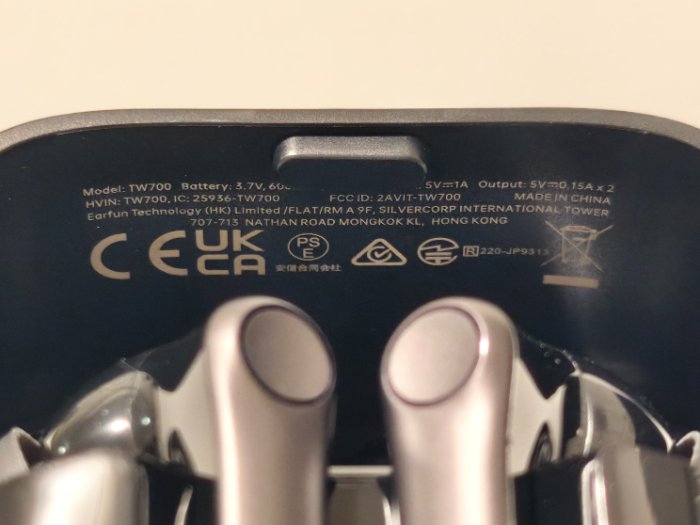 Model: TW700 Battery: 3.7V, 5V⎓1A Output: 5V⎓0.15A x 2
HVIN: TW700, IC: 25936-TW700 FCC ID: 2AVIT-TW700 MADE IN CHINA
Earfun Technology (HK) Limited /FLAT/RM A 9F, SILVERCORP INTERNATIONAL TOWER
707-713 NATHAN ROAD MONGKOK KL, HONG KONG
CE UK CA PS E
安信合同会社
R 220-JP9313